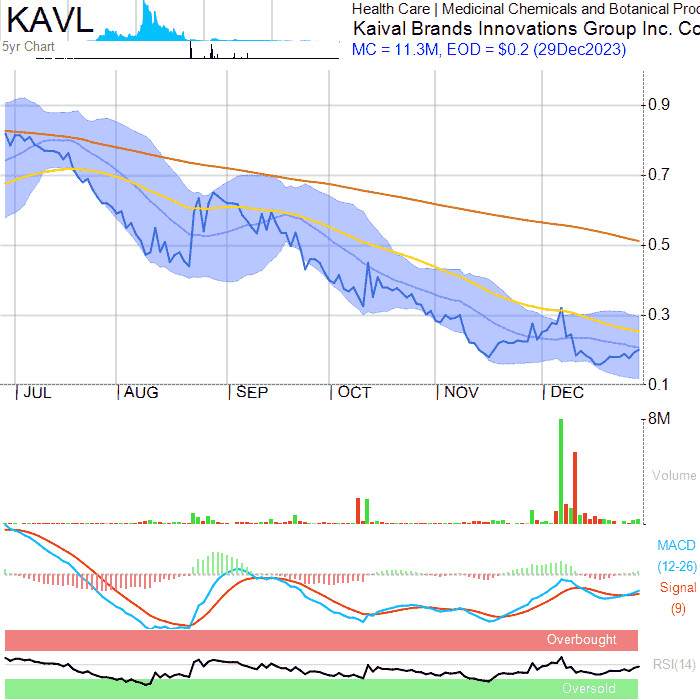 KAVL
Health Care | Medicinal Chemicals and Botanical Proc
Kaival Brands Innovations Group Inc. Co
5yr Chart
MC = 11.3M, EOD = $0.2 (29Dec2023)
0.9
0.7
0.5
0.3
0.1
JUL AUG SEP OCT NOV DEC
8M
Volume
MACD
(12-26)
Signal
(9)
Overbought
RSI(14)
Oversold